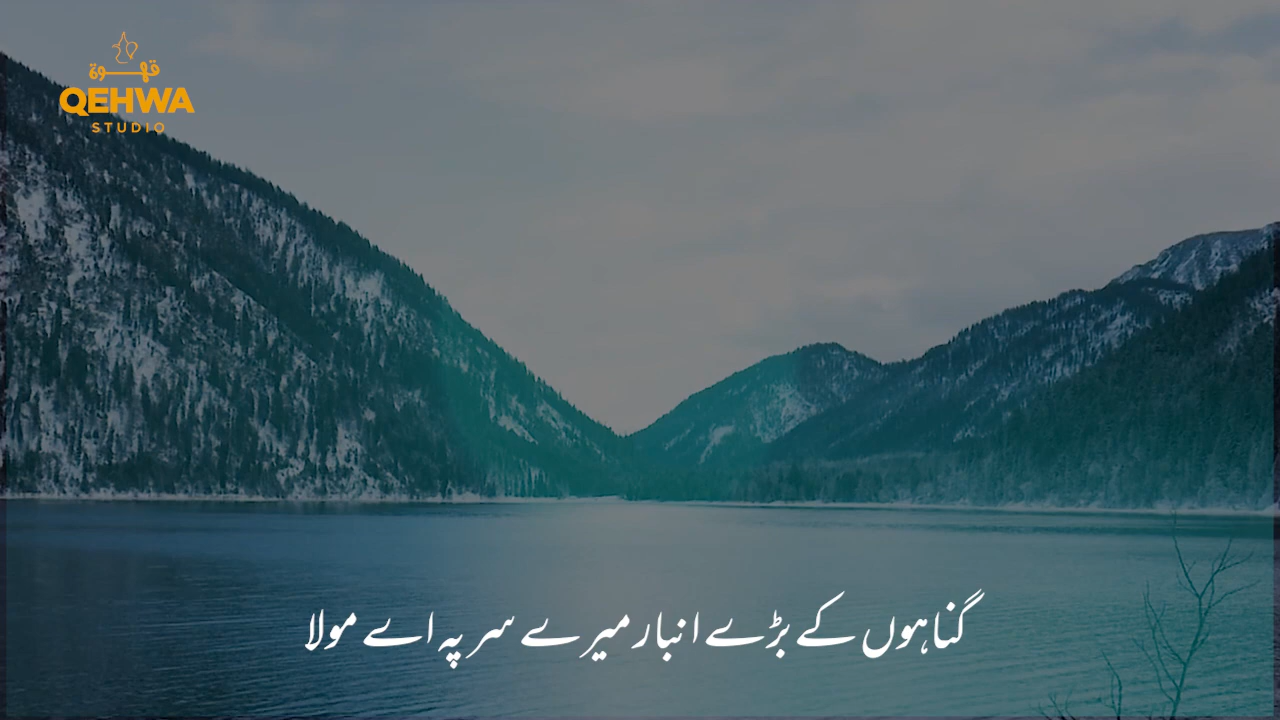 قهوة
QEHWA
STUDIO
گناہوں کے بڑے انبار میرے سر پہ اے مولا